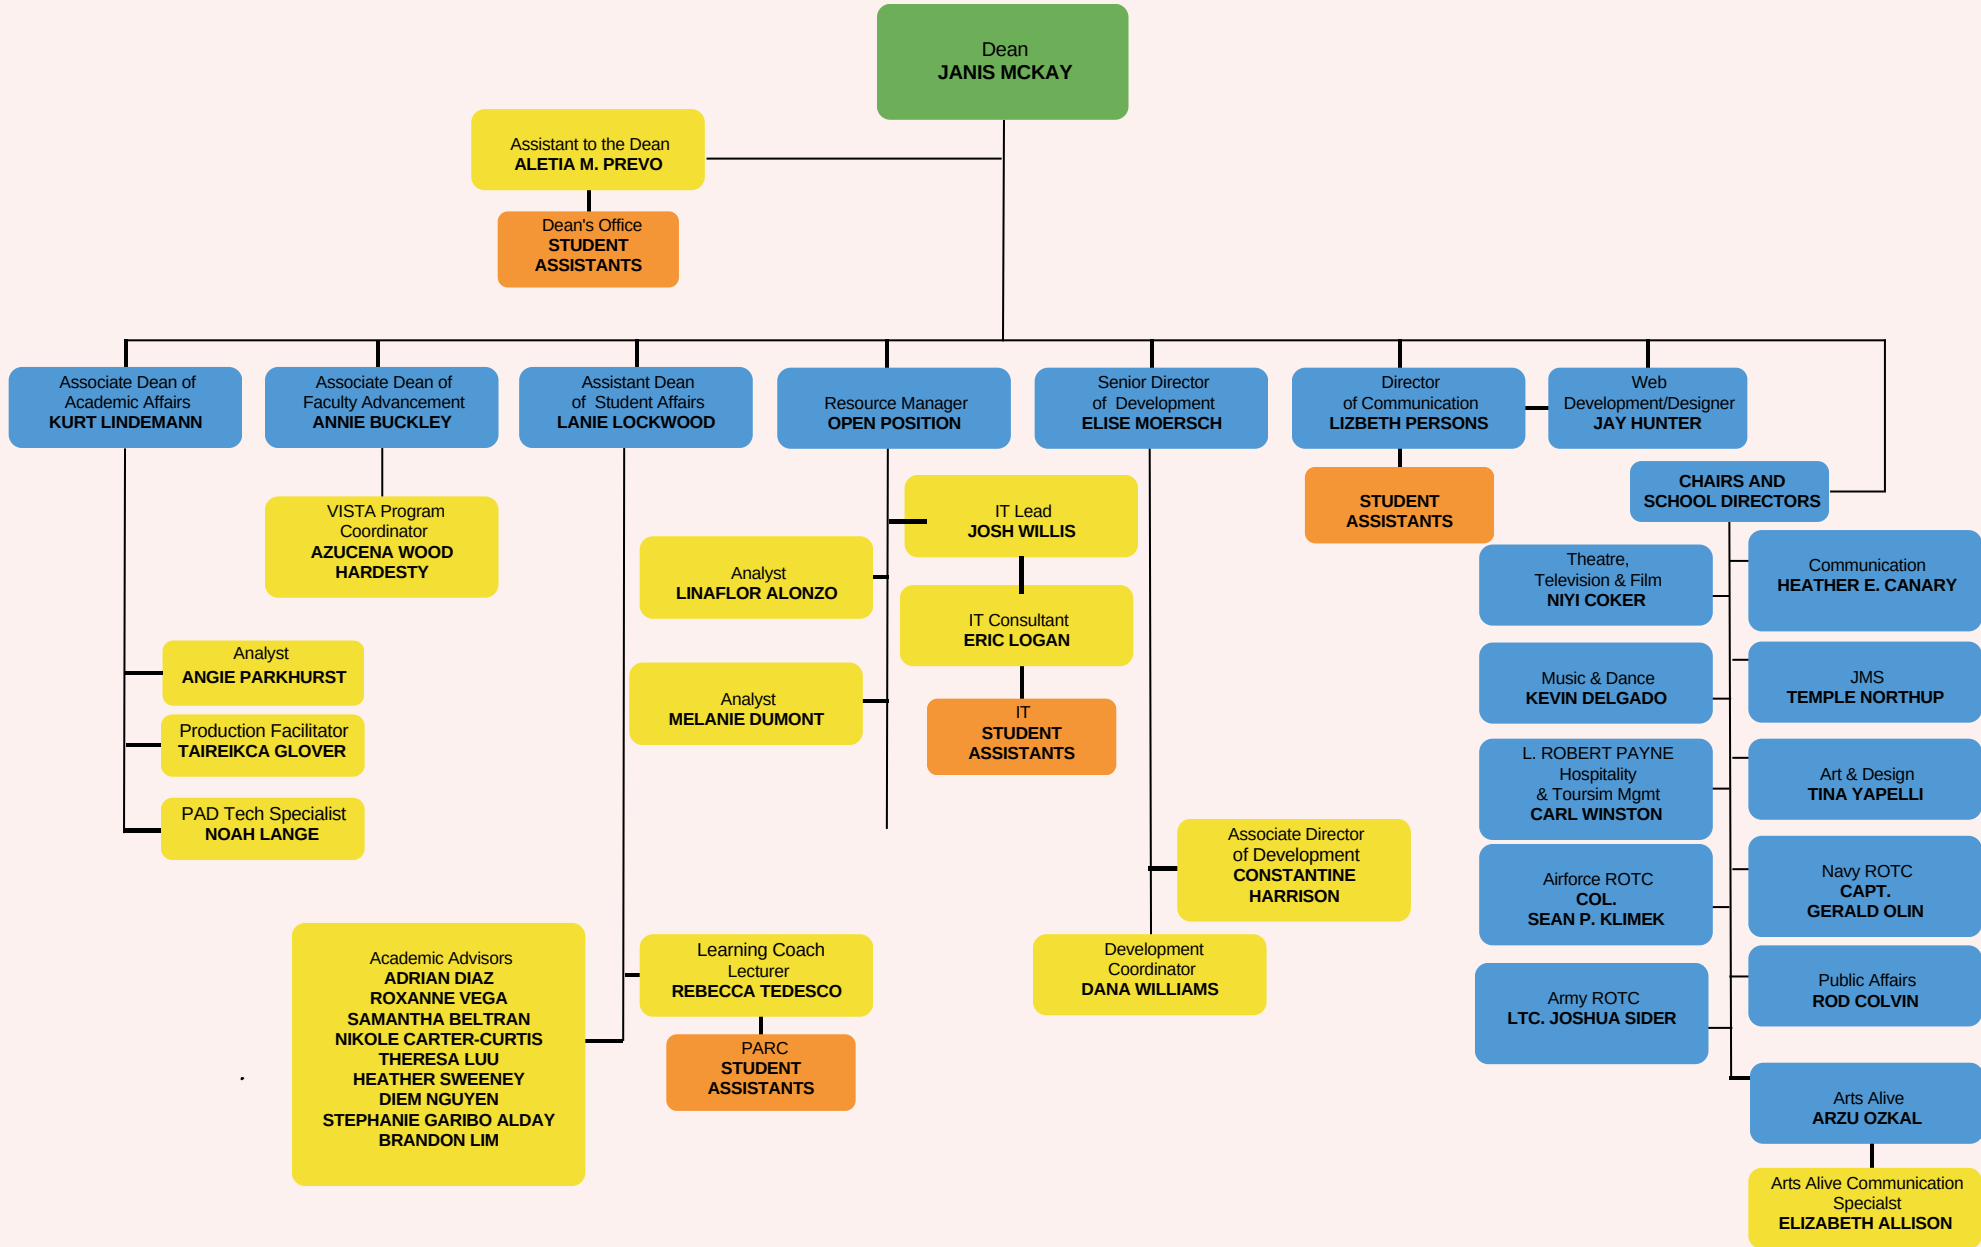 Dean
JANIS MCKAY
Assistant to the Dean
ALETIA M. PREVO
Dean's Office
STUDENT
ASSISTANTS
Associate Dean of
Academic Affairs
KURT LINDEMANN
Associate Dean of
Faculty Advancement
ANNIE BUCKLEY
Assistant Dean
of Student Affairs
LANIE LOCKWOOD
Resource Manager
OPEN POSITION
Senior Director
of Development
ELISE MOERSCH
Director
of Communication
LIZBETH PERSONS
Web
Development/Designer
JAY HUNTER
VISTA Program
Coordinator
AZUCENA WOOD
HARDESTY
Analyst
ANGIE PARKHURST
Production Facilitator
TAIREIKCA GLOVER
PAD Tech Specialist
NOAH LANGE
Academic Advisors
ADRIAN DIAZ
ROXANNE VEGA
SAMANTHA BELTRAN
NIKOLE CARTER-CURTIS
THERESA LUU
HEATHER SWEENEY
DIEM NGUYEN
STEPHANIE GARIBO ALDAY
BRANDON LIM
Learning Coach
Lecturer
REBECCA TEDESCO
PARC
STUDENT
ASSISTANTS
Analyst
LINAFLOR ALONZO
Analyst
MELANIE DUMONT
IT Lead
JOSH WILLIS
IT Consultant
ERIC LOGAN
IT
STUDENT
ASSISTANTS
Associate Director
of Development
CONSTANTINE
HARRISON
Development
Coordinator
DANA WILLIAMS
STUDENT
ASSISTANTS
CHAIRS AND
SCHOOL DIRECTORS
Theatre,
Television & Film
NIYI COKER
Communication
HEATHER E. CANARY
Music & Dance
KEVIN DELGADO
JMS
TEMPLE NORTHUP
L. ROBERT PAYNE
Hospitality
& Toursim Mgmt
CARL WINSTON
Art & Design
TINA YAPELLI
Airforce ROTC
COL.
SEAN P. KLIMEK
Navy ROTC
CAPT.
GERALD OLIN
Army ROTC
LTC. JOSHUA SIDER
Public Affairs
ROD COLVIN
Arts Alive
ARZU OZKAL
Arts Alive Communication
Specialst
ELIZABETH ALLISON